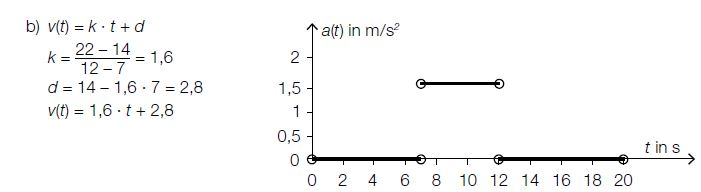 b) v(t) = k · t + d
k = \frac{22 – 14}{12 – 7} = 1,6
d = 14 – 1,6 · 7 = 2,8
v(t) = 1,6 · t + 2,8
a(t) in m/s²
2
1,5
1
0,5
0
t in s
0 2 4 6 8 10 12 14 16 18 20